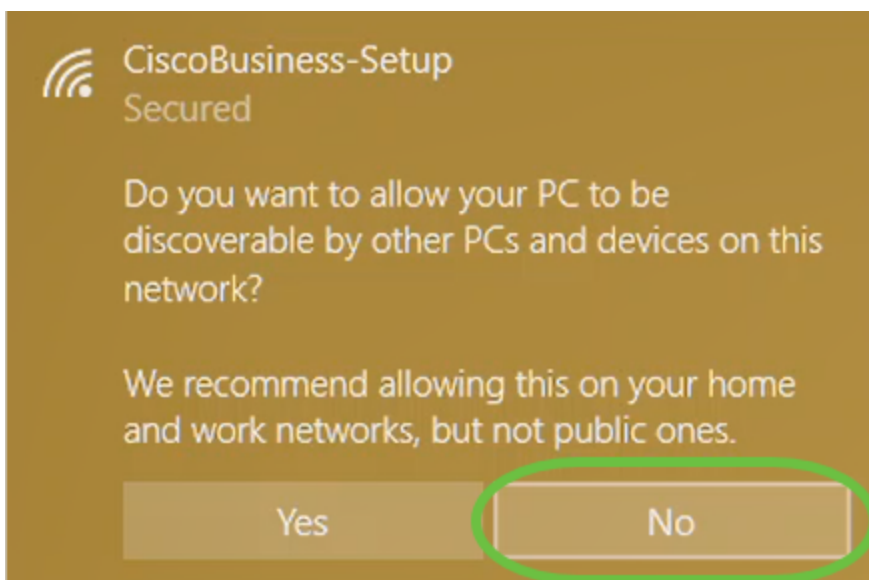 CiscoBusiness-Setup
Secured
Do you want to allow your PC to be
discoverable by other PCs and devices on this
network?
We recommend allowing this on your home
and work networks, but not public ones.
Yes
No